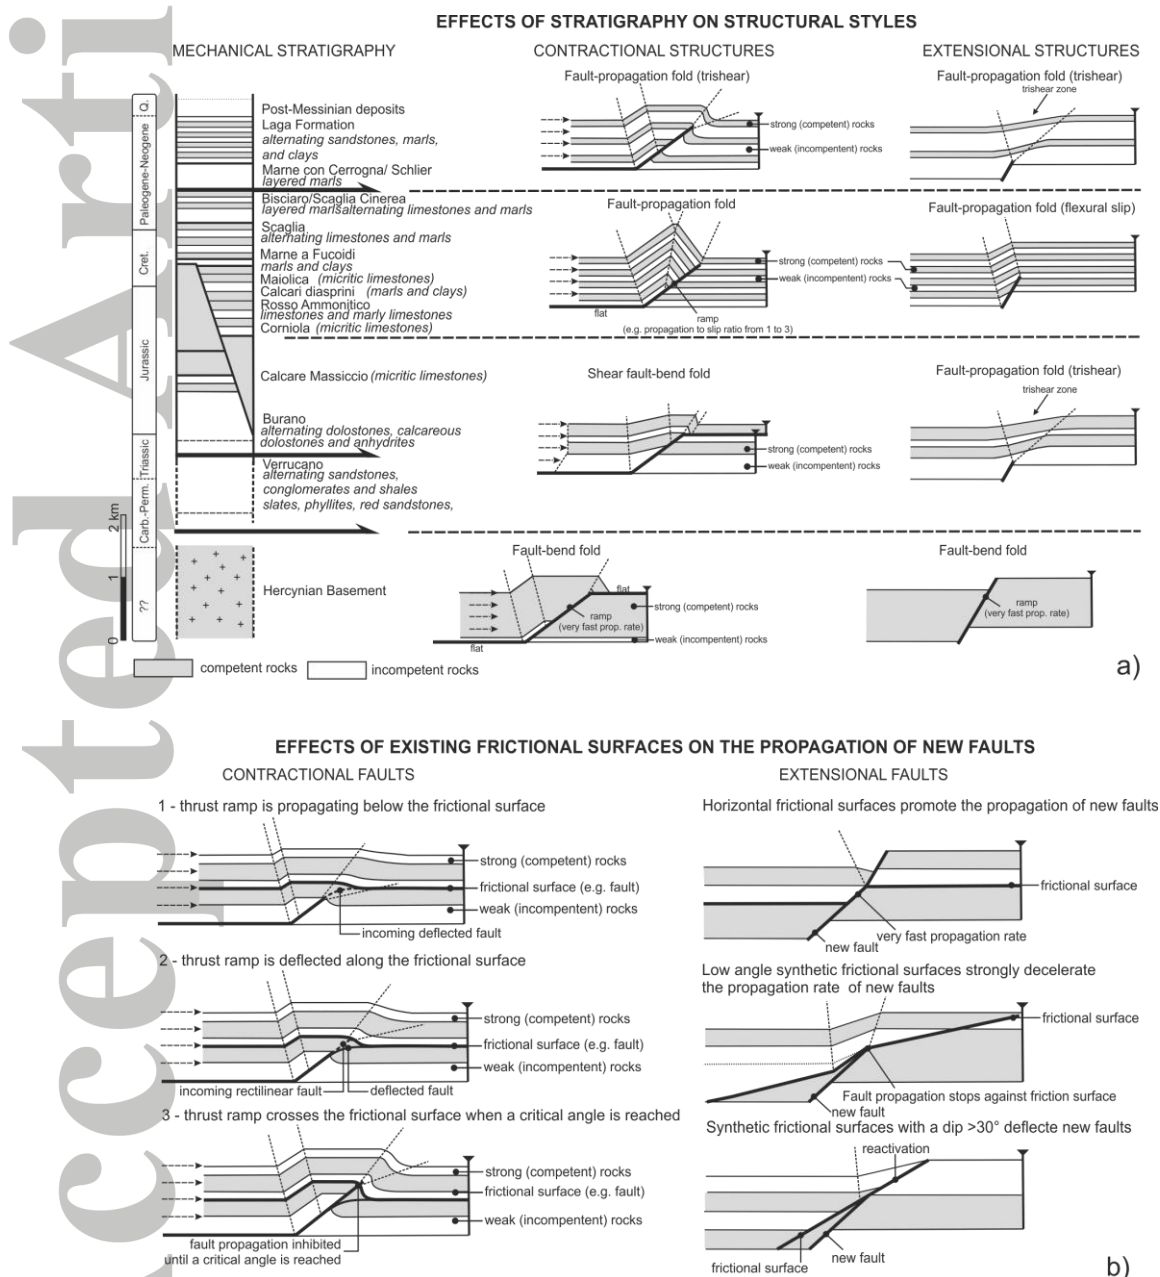 EFFECTS OF STRATIGRAPHY ON STRUCTURAL STYLES
MECHANICAL STRATIGRAPHY
CONTRACTIONAL STRUCTURES
EXTENSIONAL STRUCTURES
Q.
Paleogene-Neogene
Cret.
Jurassic
Triassic
Carb.-Perm.
??
2 km
1
0
Post-Messinian deposits
Laga Formation
alternating sandstones, marls,
and clays
Marne con Cerrogna/ Schlier
layered marls
Bisciaro/Scaglia Cinerea
layered marlsalternating limestones and marls
Scaglia
alternating limestones and marls
Marne a Fucoidi
marls and clays
Maiolica (micritic limestones)
Calcari diasprini (marls and clays)
Rosso Ammonitico
limestones and marly limestones
Corniola (micritic limestones)
Calcare Massiccio (micritic limestones)
Burano
alternating dolostones, calcareous
dolostones and anhydrites
Verrucano
alternating sandstones,
conglomerates and shales
slates, phyllites, red sandstones,
Hercynian Basement
competent rocks
incompetent rocks
Fault-propagation fold (trishear)
strong (competent) rocks
weak (incompentent) rocks
Fault-propagation fold (trishear)
trishear zone
Fault-propagation fold
strong (competent) rocks
weak (incompentent) rocks
flat
ramp
(e.g. propagation to slip ratio from 1 to 3)
Fault-propagation fold (flexural slip)
Shear fault-bend fold
strong (competent) rocks
weak (incompentent) rocks
Fault-propagation fold (trishear)
trishear zone
Fault-bend fold
flat
ramp
(very fast prop. rate)
strong (competent) rocks
weak (incompentent) rocks
flat
Fault-bend fold
ramp
(very fast prop. rate)
a)
EFFECTS OF EXISTING FRICTIONAL SURFACES ON THE PROPAGATION OF NEW FAULTS
CONTRACTIONAL FAULTS
EXTENSIONAL FAULTS
1 - thrust ramp is propagating below the frictional surface
strong (competent) rocks
frictional surface (e.g. fault)
weak (incompentent) rocks
incoming deflected fault
2 - thrust ramp is deflected along the frictional surface
strong (competent) rocks
frictional surface (e.g. fault)
weak (incompentent) rocks
incoming rectilinear fault
deflected fault
3 - thrust ramp crosses the frictional surface when a critical angle is reached
strong (competent) rocks
frictional surface (e.g. fault)
weak (incompentent) rocks
fault propagation inhibited
until a critical angle is reached
Horizontal frictional surfaces promote the propagation of new faults
frictional surface
very fast propagation rate
new fault
Low angle synthetic frictional surfaces strongly decelerate
the propagation rate of new faults
frictional surface
Fault propagation stops against friction surface
new fault
Synthetic frictional surfaces with a dip >30° deflecte new faults
reactivation
new fault
frictional surface
b)
ccepted Arti